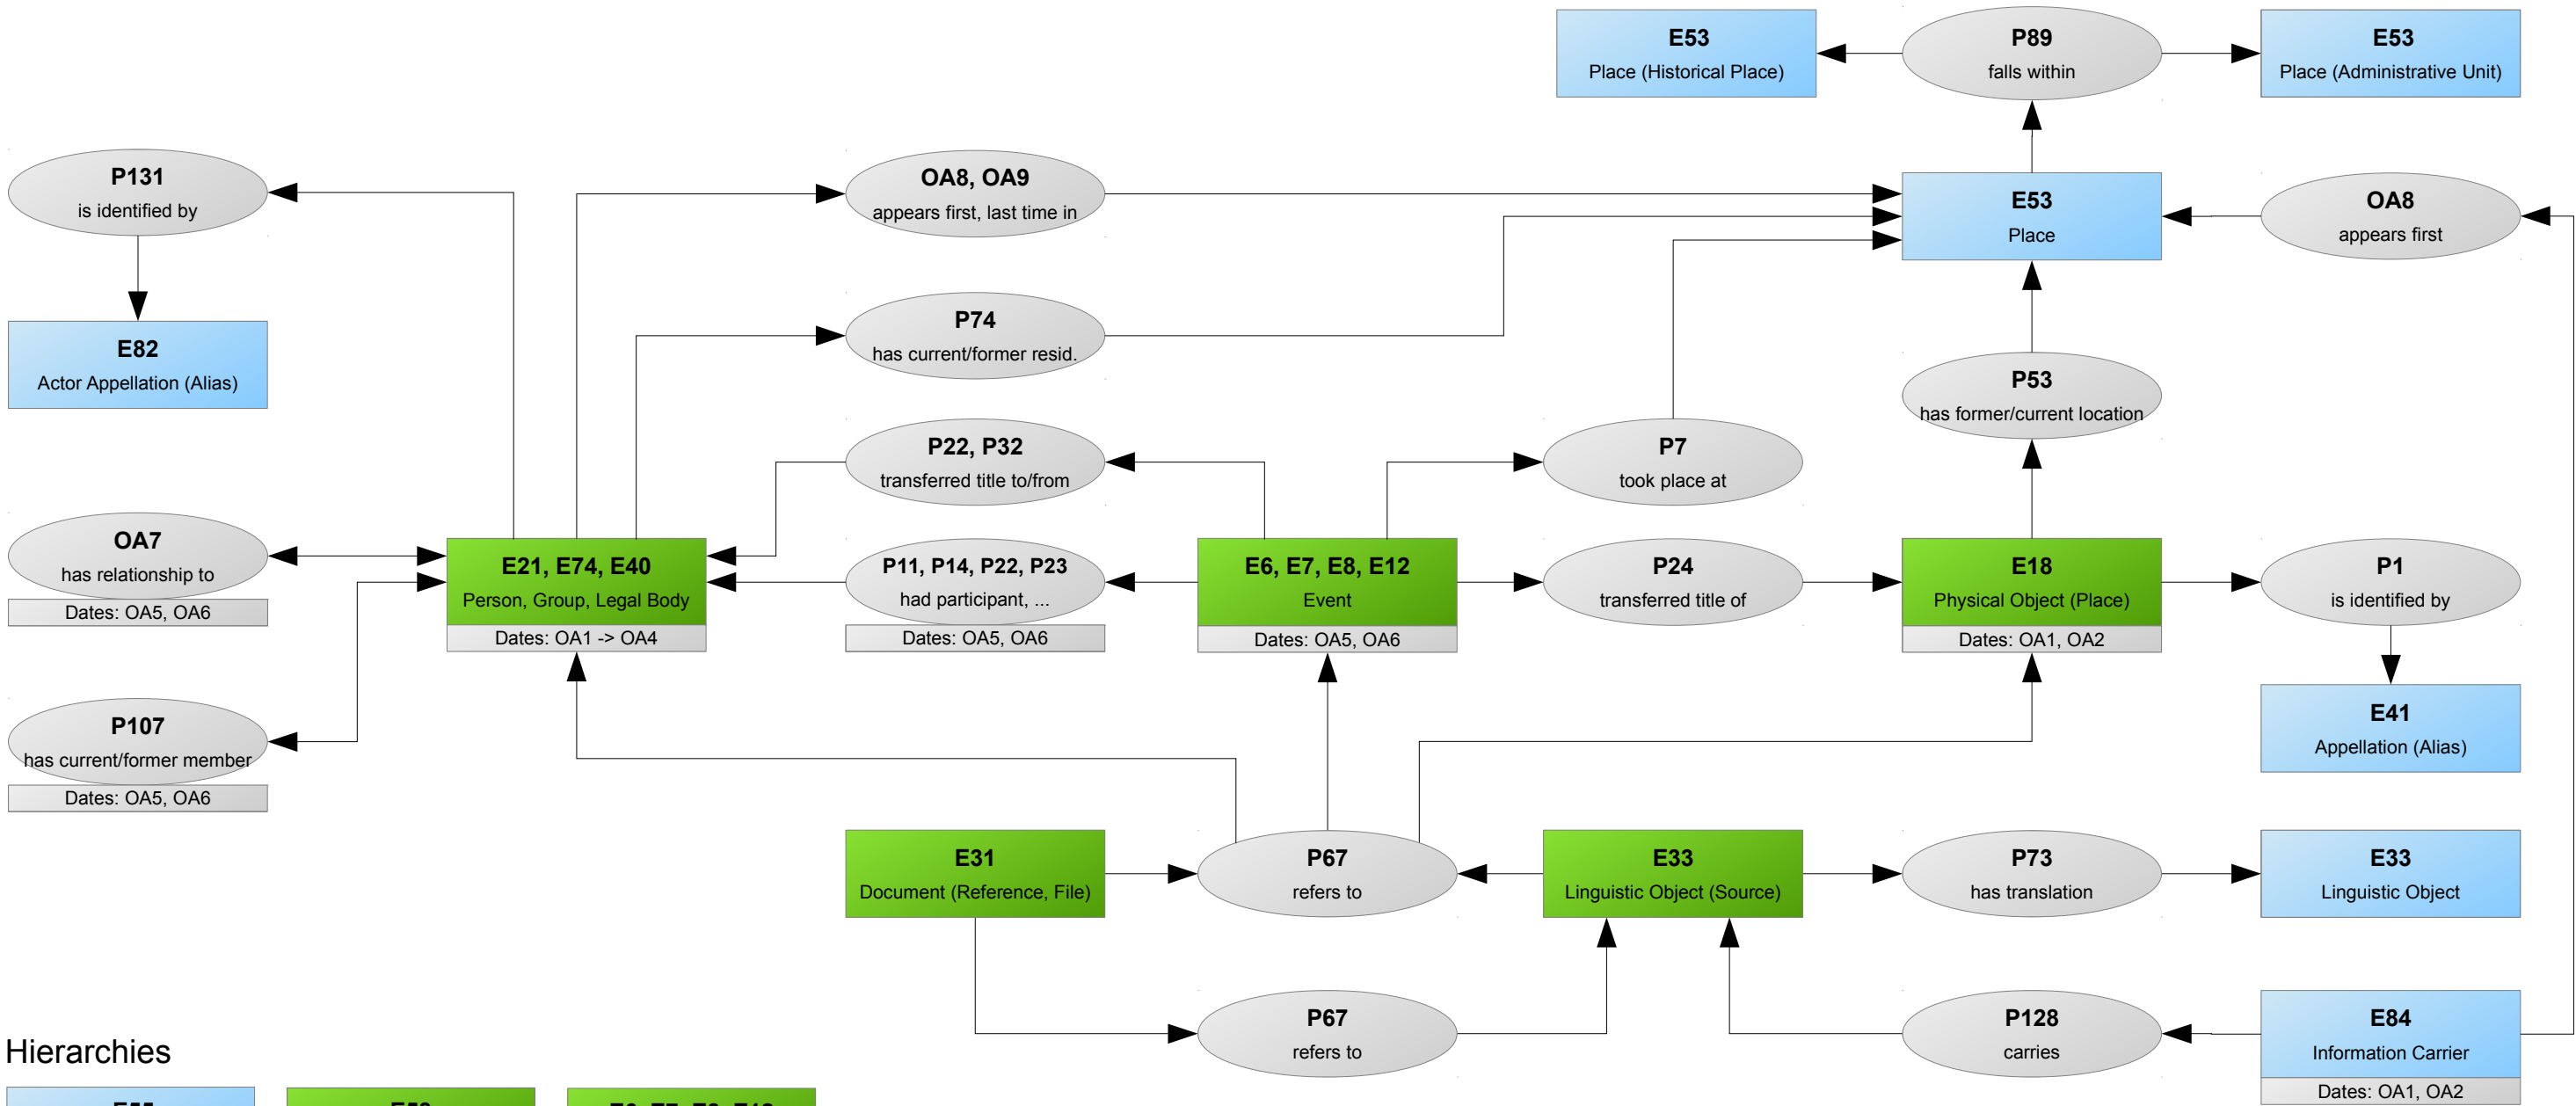 E53
Place (Historical Place)
P89
falls within
E53
Place (Administrative Unit)
P131
is identified by
OA8, OA9
appears first, last time in
E53
Place
OA8
appears first
E82
Actor Appellation (Alias)
P74
has current/former resid.
P53
has former/current location
P22, P32
transferred title to/from
P7
took place at
OA7
has relationship to
Dates: OA5, OA6
E21, E74, E40
Person, Group, Legal Body
Dates: OA1 -> OA4
P11, P14, P22, P23
had participant, ...
Dates: OA5, OA6
E6, E7, E8, E12
Event
Dates: OA5, OA6
P24
transferred title of
E18
Physical Object (Place)
Dates: OA1, OA2
P1
is identified by
P107
has current/former member
Dates: OA5, OA6
E41
Appellation (Alias)
E31
Document (Reference, File)
P67
refers to
E33
Linguistic Object (Source)
P73
has translation
E33
Linguistic Object
P67
refers to
P128
carries
E84
Information Carrier
Dates: OA1, OA2
Hierarchies